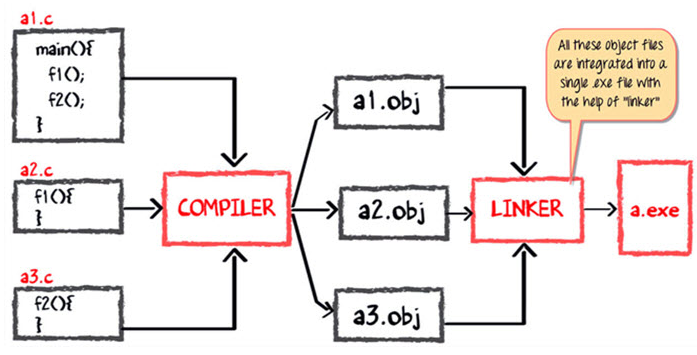 a1.c
main(){
f1();
f2();
}
a2.c
f1(){
}
a3.c
f2(){
}
COMPILER
a1.obj
a2.obj
a3.obj
LINKER
All these object files
are integrated into a
single .exe file with
the help of "linker"
a.exe